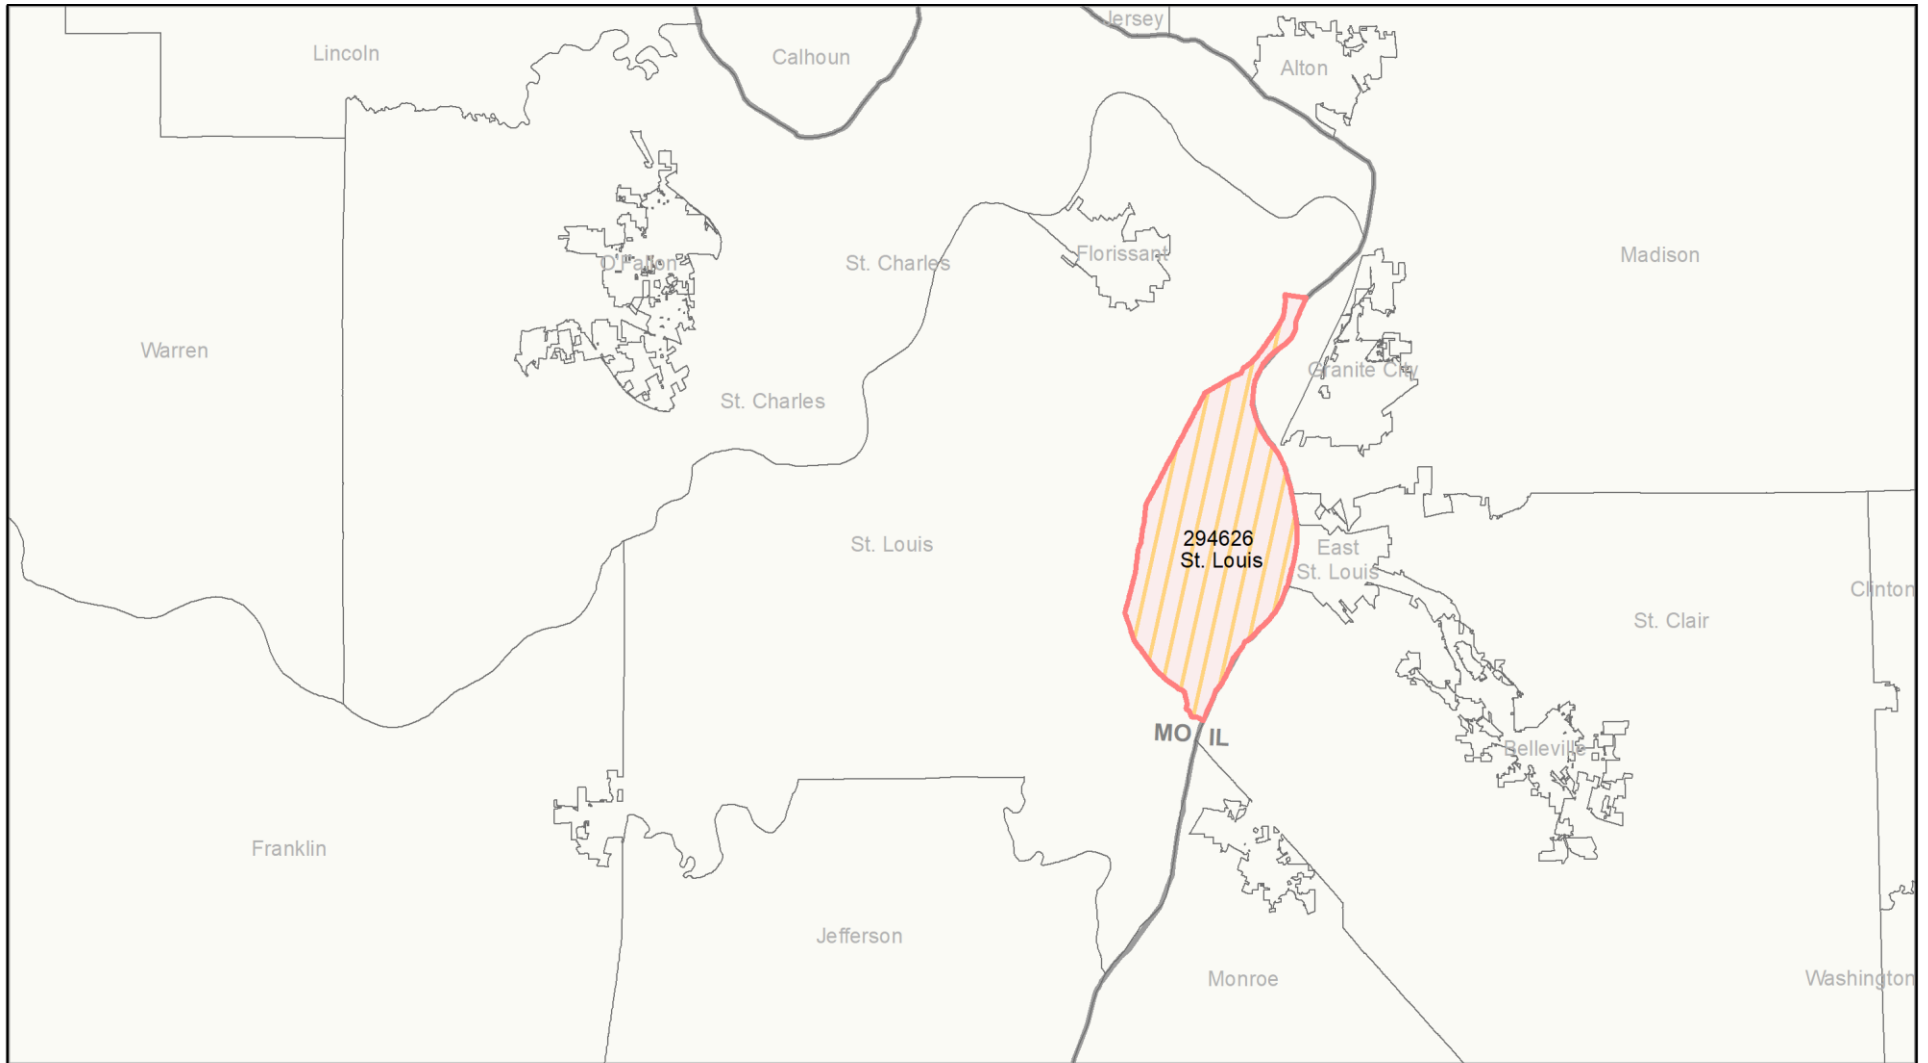 Jersey
Lincoln
Calhoun
Alton
O'Fallon
St. Charles
Florissant
Madison
Warren
Granite City
St. Charles
St. Louis
294626
St. Louis
East
St. Louis
Clinton
St. Clair
MO
IL
Belleville
Franklin
Jefferson
Monroe
Washington